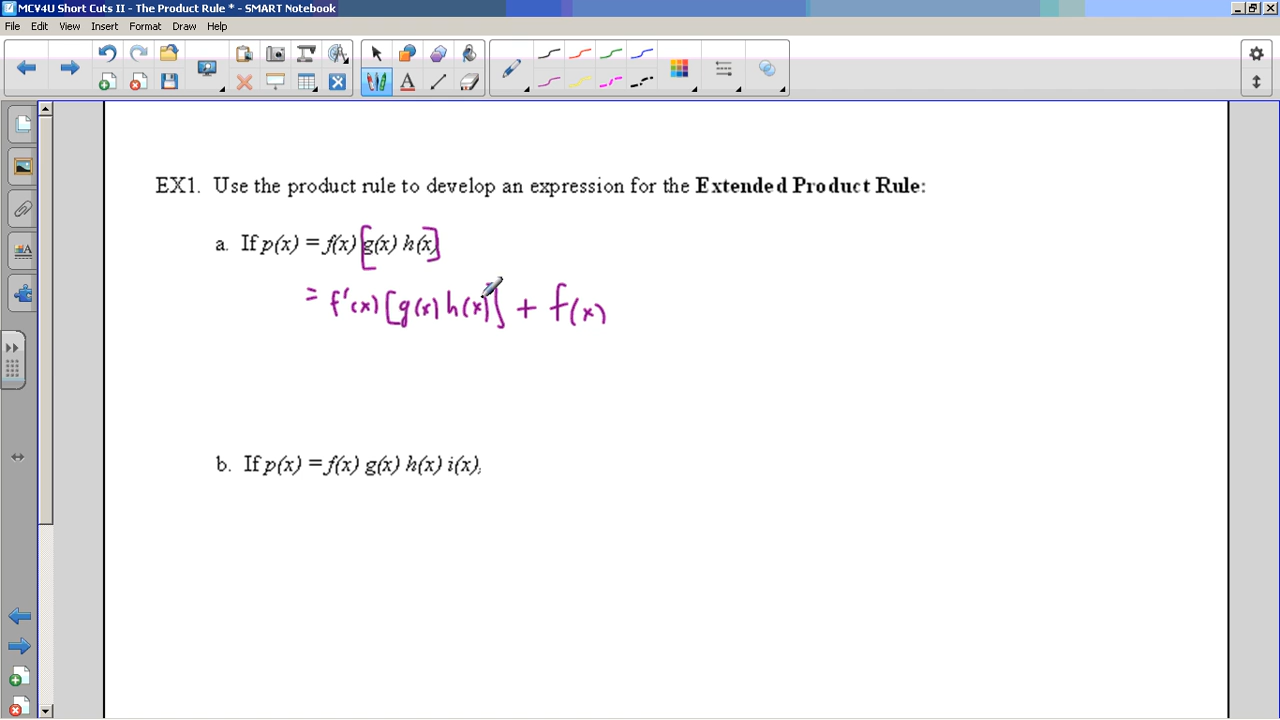 MCV4U Short Cuts II - The Product Rule * - SMART Notebook
File Edit View Insert Format Draw Help
EX1. Use the product rule to develop an expression for the Extended Product Rule:
a. If p(x) = f(x) [g(x) h(x)]
= f'(x) [g(x) h(x)] + f(x)
b. If p(x) = f(x) g(x) h(x) i(x),